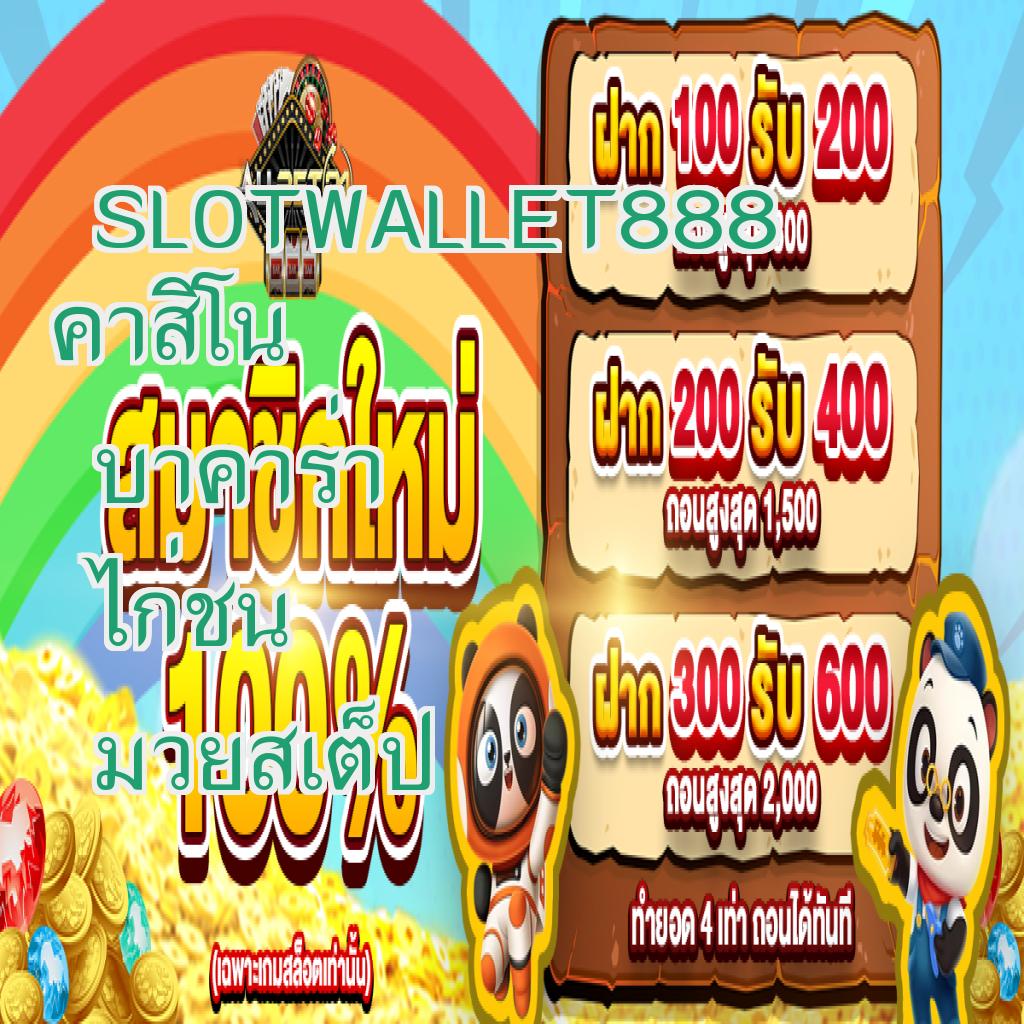 SLOTWALLET888
คาสิโน
สมาชิกใหม่
บาคาร่า
ไก่ชน
100%
มวยสเต็ป
(เฉพาะเกมสล็อตเท่านั้น)
ฝาก 100 รับ 200
ฝาก 200 รับ 400
ถอนสูงสุด 1,500
ฝาก 300 รับ 600
ถอนสูงสุด 2,000
ทำยอด 4 เท่า ถอนได้ทันที